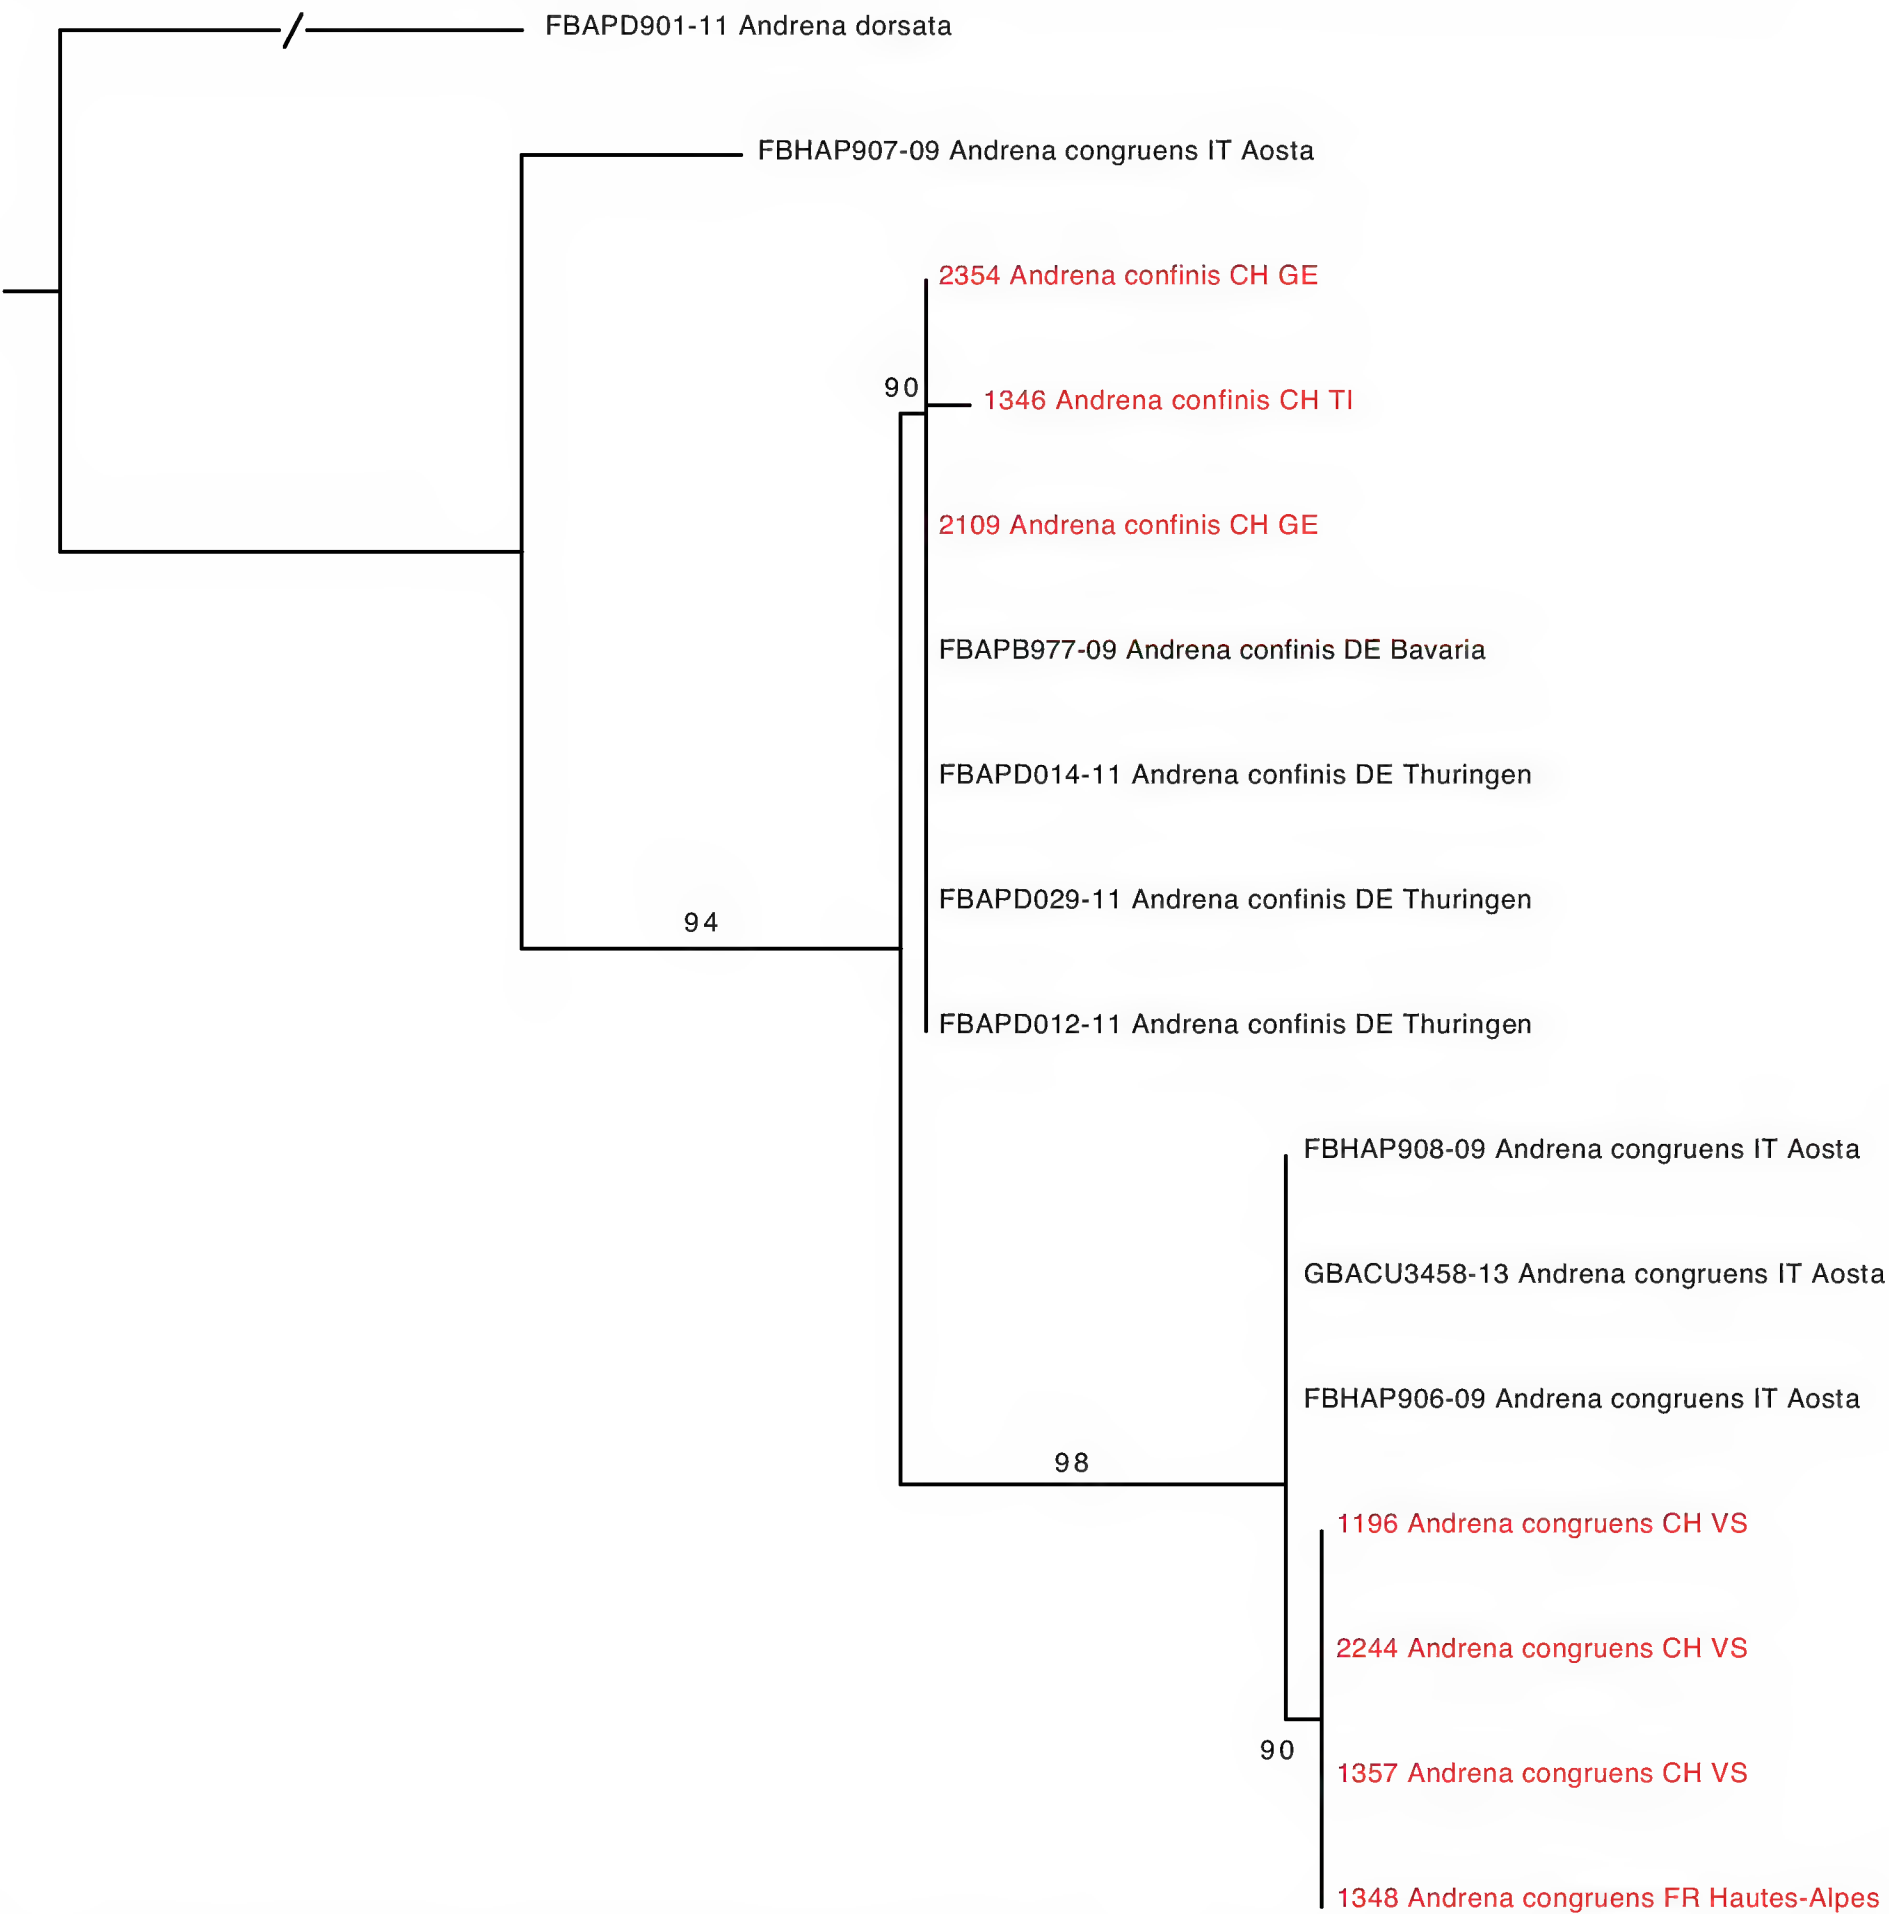 FBAPD901-11 Andrena dorsata
FBHAP907-09 Andrena congruens IT Aosta
2354 Andrena confinis CH GE
90
1346 Andrena confinis CH TI
2109 Andrena confinis CH GE
FBAPB977-09 Andrena confinis DE Bavaria
FBAPD014-11 Andrena confinis DE Thuringen
FBAPD029-11 Andrena confinis DE Thuringen
94
FBAPD012-11 Andrena confinis DE Thuringen
FBHAP908-09 Andrena congruens IT Aosta
GBACU3458-13 Andrena congruens IT Aosta
FBHAP906-09 Andrena congruens IT Aosta
98
1196 Andrena congruens CH VS
2244 Andrena congruens CH VS
90
1357 Andrena congruens CH VS
1348 Andrena congruens FR Hautes-Alpes